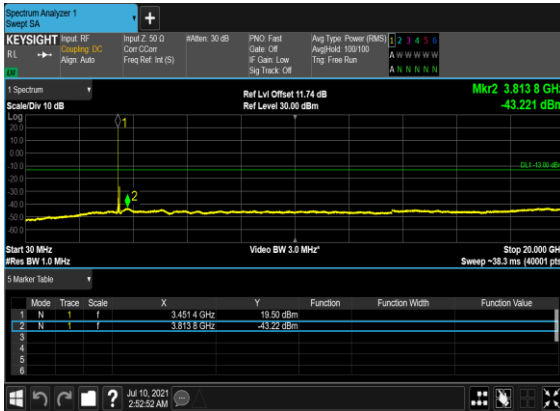 Spectrum Analyzer 1
Swept SA
+
KEYSIGHT Input: RF Input Z: 50 Ω #Atten: 30 dB PNO: Fast Avg Type: Power (RMS) 1 2 3 4 5 6
RL Coupling: DC Corr CCorr Gate: Off Avg|Hold: 100/100 A W W W W W
Align: Auto Freq Ref: Int (S) IF Gain: Low Trig: Free Run
Sig Track: Off A N N N N N
1 Spectrum Ref Lvl Offset 11.74 dB Mkr2 3.813 8 GHz
Scale/Div 10 dB Ref Level 30.00 dBm -43.221 dBm
Log
20.0
10.0
0.00
-10.0
DL1 -13.00 dBm
-20.0
-30.0
-40.0
-50.0
-60.0
1
2
Start 30 MHz Video BW 3.0 MHz* Stop 20.000 GHz
#Res BW 1.0 MHz Sweep ~38.3 ms (40001 pts)
5 Marker Table
Mode Trace Scale X Y Function Function Width Function Value
1 N 1 f 3.451 4 GHz 19.50 dBm
2 N 1 f 3.813 8 GHz -43.22 dBm
3
4
5
6
? Jul 10, 2021
2:52:52 AM